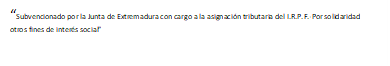 “Subvencionado por la Junta de Extremadura con cargo a la asignación tributaria del I.R.P.F. Por solidaridad
otros fines de interés social”